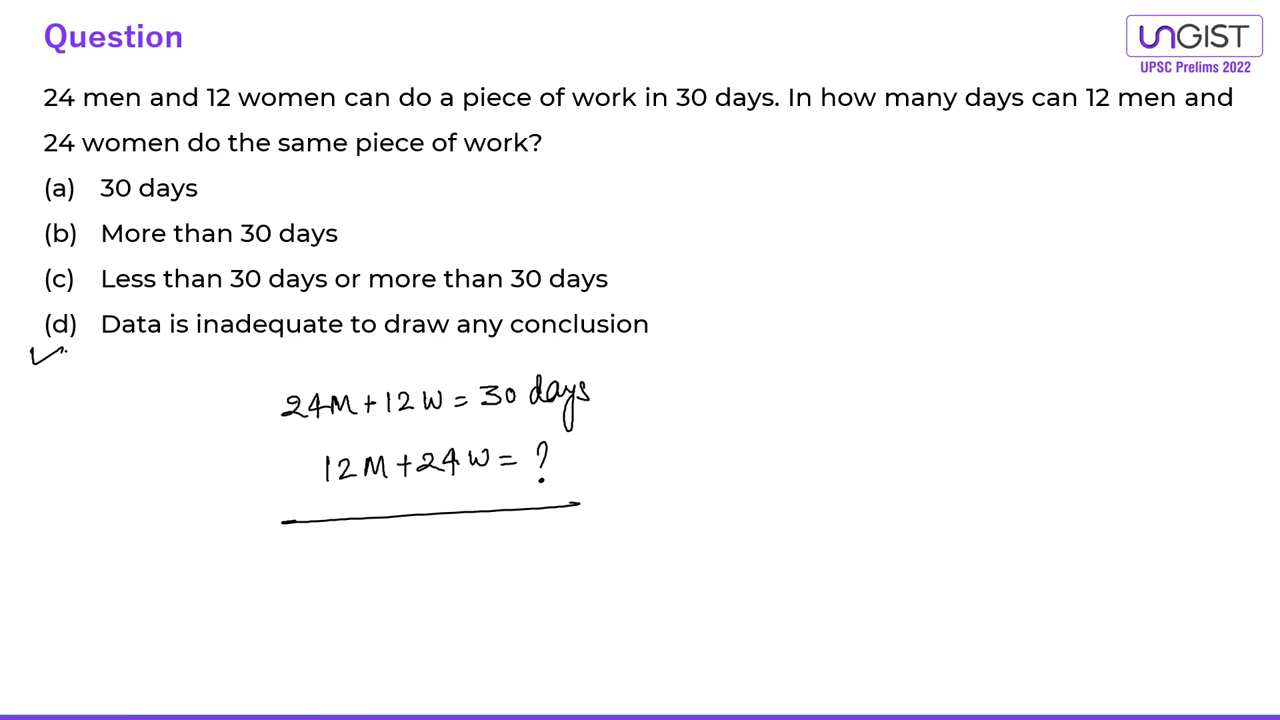 Question
UNGIST
UPSC Prelims 2022
24 men and 12 women can do a piece of work in 30 days. In how many days can 12 men and
24 women do the same piece of work?
(a) 30 days
(b) More than 30 days
(c) Less than 30 days or more than 30 days
(d) Data is inadequate to draw any conclusion
24M+12W = 30 days
12M+24W = ?